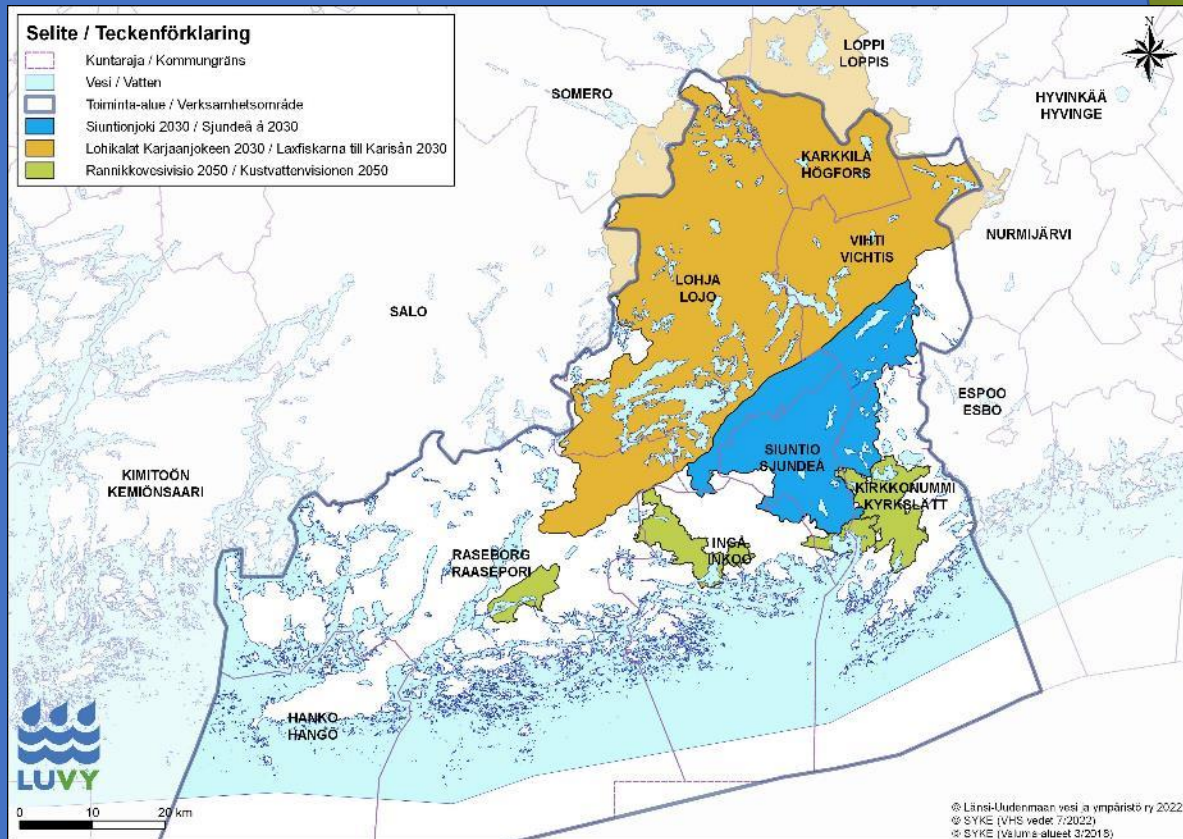 Selite / Teckenförklaring
Kuntaraja / Kommungräns
Vesi / Vatten
Toiminta-alue / Verksamhetsområde
Siuntionjoki 2030 / Sjundeå å 2030
Lohikalat Karjaanjokeen 2030 / Laxfiskarna till Karisån 2030
Rannikkovesivisio 2050 / Kustvattenvisionen 2050
N
LOPPI
LOPPIS
SOMERO
HYVINKÄÄ
HYVINGE
KARKKILA
HÖGFORS
NURMIJÄRVI
VIHTI
VICHTIS
LOHJA
LOJO
SALO
ESPOO
ESBO
SIUNTIO
SJUNDEÅ
KIMITOÖN
KEMIÖNSAARI
KIRKKONUMMI
KYRKSLÄTT
INGÅ
INKOO
RASEBORG
RAASEPORI
HANKO
HANGÖ
LUVY
0 10 20 km
© Länsi-Uudenmaan vesi ja ympäristö ry 2022
© SYKE (VHS vedet 7/2022)
© SYKE (Valuma-alueet 3/2018)